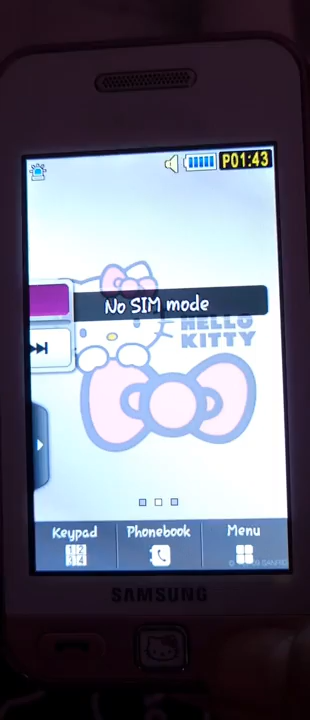 P01:43
No SIM mode
HELLO
KITTY
Keypad Phonebook Menu
SAMSUNG